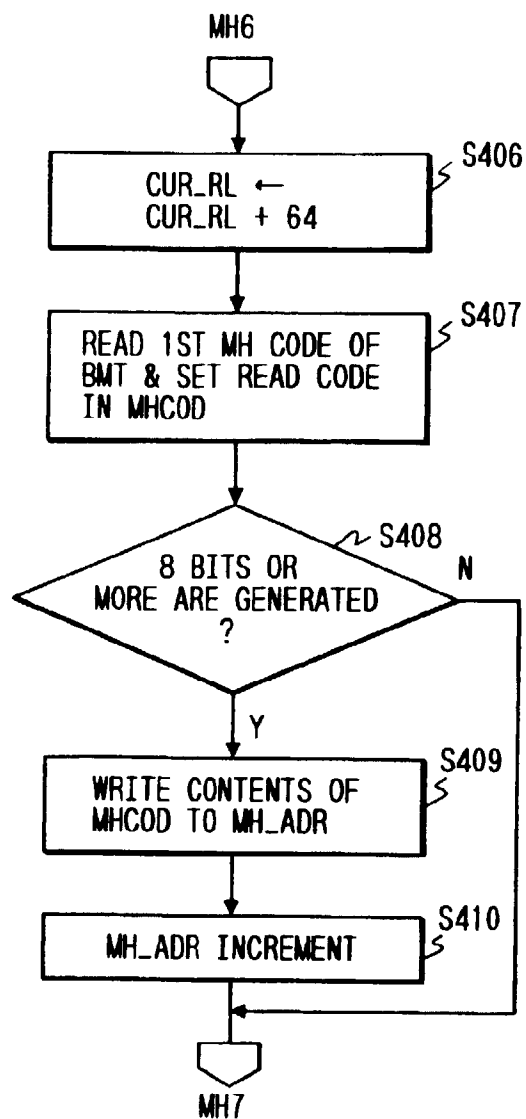 MH6
S406
CUR_RL ←
CUR_RL + 64
S407
READ 1ST MH CODE OF
BMT & SET READ CODE
IN MHCOD
S408
8 BITS OR
MORE ARE GENERATED
?
N
Y
S409
WRITE CONTENTS OF
MHCOD TO MH_ADR
S410
MH_ADR INCREMENT
MH7